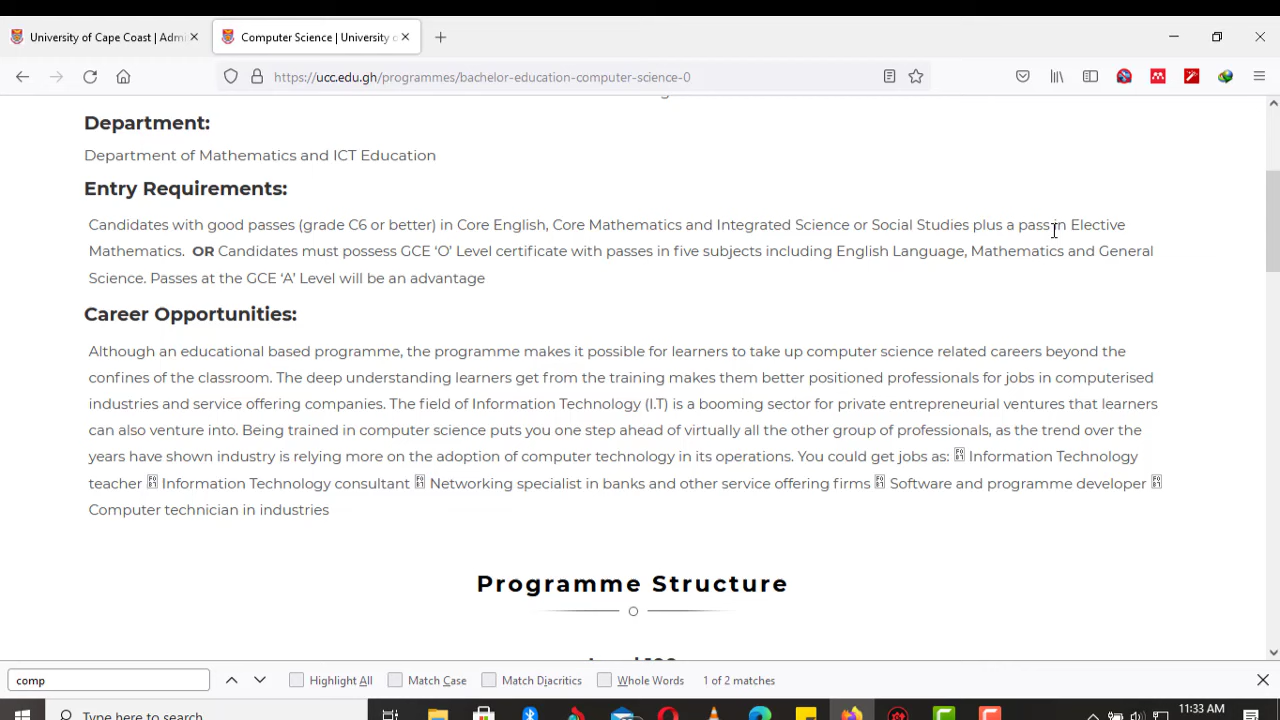 University of Cape Coast | Admi
Computer Science | University o
https://ucc.edu.gh/programmes/bachelor-education-computer-science-0
Department:
Department of Mathematics and ICT Education
Entry Requirements:
Candidates with good passes (grade C6 or better) in Core English, Core Mathematics and Integrated Science or Social Studies plus a pass in Elective
Mathematics. OR Candidates must possess GCE ‘O’ Level certificate with passes in five subjects including English Language, Mathematics and General
Science. Passes at the GCE ‘A’ Level will be an advantage
Career Opportunities:
Although an educational based programme, the programme makes it possible for learners to take up computer science related careers beyond the
confines of the classroom. The deep understanding learners get from the training makes them better positioned professionals for jobs in computerised
industries and service offering companies. The field of Information Technology (I.T) is a booming sector for private entrepreneurial ventures that learners
can also venture into. Being trained in computer science puts you one step ahead of virtually all the other group of professionals, as the trend over the
years have shown industry is relying more on the adoption of computer technology in its operations. You could get jobs as: Information Technology
teacher Information Technology consultant Networking specialist in banks and other service offering firms Software and programme developer
Computer technician in industries
Programme Structure
comp
Highlight All
Match Case
Match Diacritics
Whole Words
1 of 2 matches
Type here to search
11:33 AM